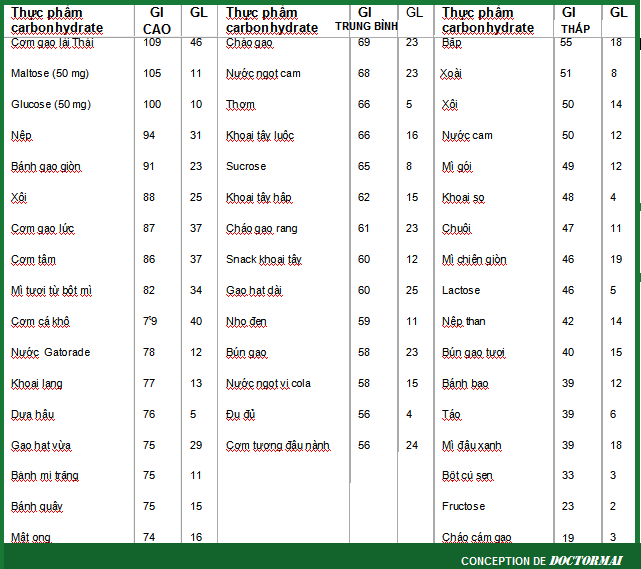 Thực phẩm carbonhydrate GI CAO GL Thực phẩm carbonhydrate GI TRUNG BÌNH GL Thực phẩm carbonhydrate GI THẤP GL
Cơm gạo lài Thái 109 46 Cháo gạo 69 23 Bắp 55 18
Maltose (50 mg) 105 11 Nước ngọt cam 68 23 Xoài 51 8
Glucose (50 mg) 100 10 Thơm 66 5 Xôi 50 14
Nếp 94 31 Khoai tây luộc 66 16 Nước cam 50 12
Bánh gạo giòn 91 23 Sucrose 65 8 Mì gói 49 12
Xôi 88 25 Khoai tây hấp 62 15 Khoai sọ 48 4
Cơm gạo lức 87 37 Cháo gạo rang 61 23 Chuối 47 11
Cơm tấm 86 37 Snack khoai tây 60 12 Mì chiên giòn 46 19
Mì tươi từ bột mì 82 34 Gạo hạt dài 60 25 Lactose 46 5
Cơm cá khô 7⁵9 40 Nho đen 59 11 Nếp than 42 14
Nước Gatorade 78 12 Bún gạo 58 23 Bún gạo tươi 40 15
Khoai lang 77 13 Nước ngọt vị cola 58 15 Bánh bao 39 12
Dưa hấu 76 5 Đu đủ 56 4 Táo 39 6
Gạo hạt vừa 75 29 Cơm tương đậu nành 56 24 Mì đậu xanh 39 18
Bánh mì trắng 75 11 Bột củ sen 33 3
Bánh quẩy 75 15 Fructose 23 2
Mật ong 74 16 Cháo cám gạo 19 3
CONCEPTION DE DOCTORMAI